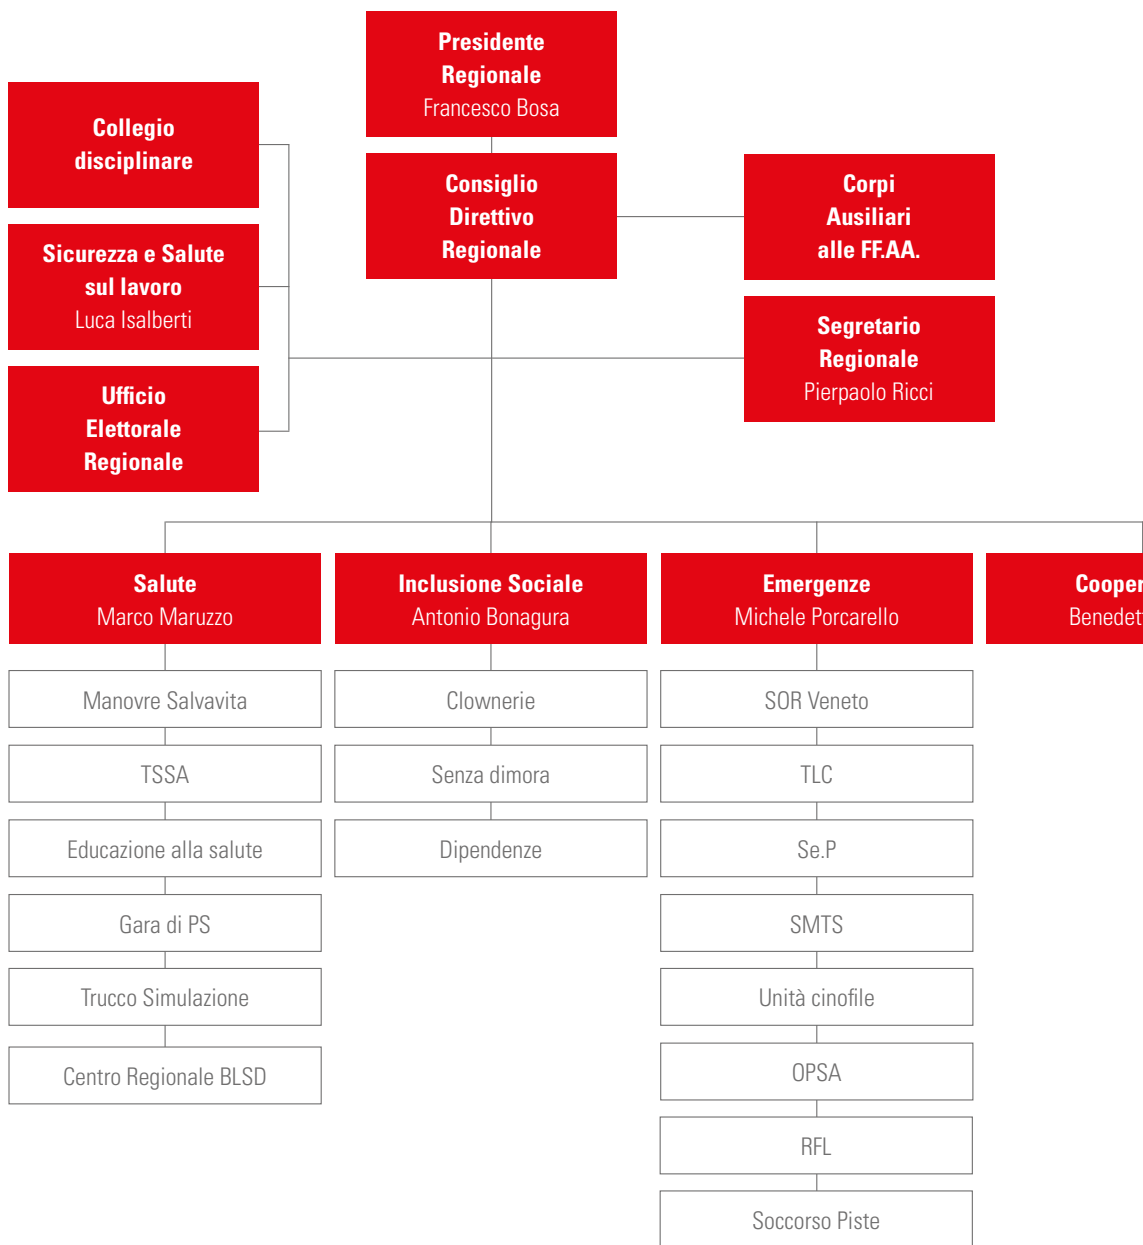 Presidente
Regionale
Francesco Bosa
Collegio
disciplinare
Consiglio
Direttivo
Regionale
Corpi
Ausiliari
alle FF.AA.
Sicurezza e Salute
sul lavoro
Luca Isalberti
Segretario
Regionale
Pierpaolo Ricci
Ufficio
Elettorale
Regionale
Salute
Marco Maruzzo
Manovre Salvavita
TSSA
Educazione alla salute
Gara di PS
Trucco Simulazione
Centro Regionale BLSD
Inclusione Sociale
Antonio Bonagura
Clownerie
Senza dimora
Dipendenze
Emergenze
Michele Porcarello
SOR Veneto
TLC
Se.P
SMTS
Unità cinofile
OPSA
RFL
Soccorso Piste
Cooper
Benedet